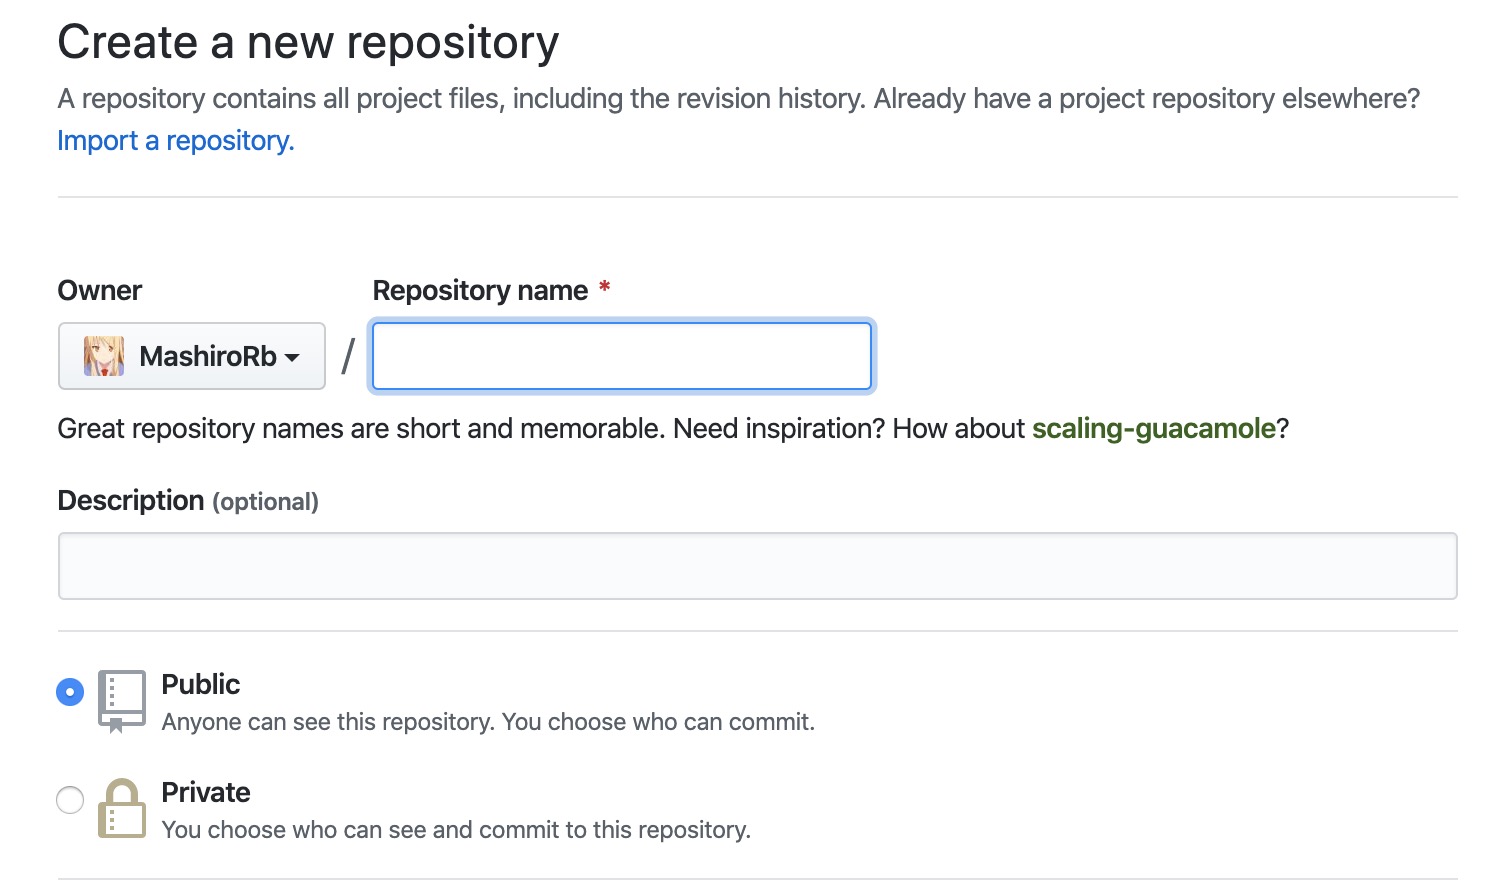 Create a new repository
A repository contains all project files, including the revision history. Already have a project repository elsewhere?
Import a repository.
Owner
Repository name *
MashiroRb
/
Great repository names are short and memorable. Need inspiration? How about scaling-guacamole?
Description (optional)
Public
Anyone can see this repository. You choose who can commit.
Private
You choose who can see and commit to this repository.